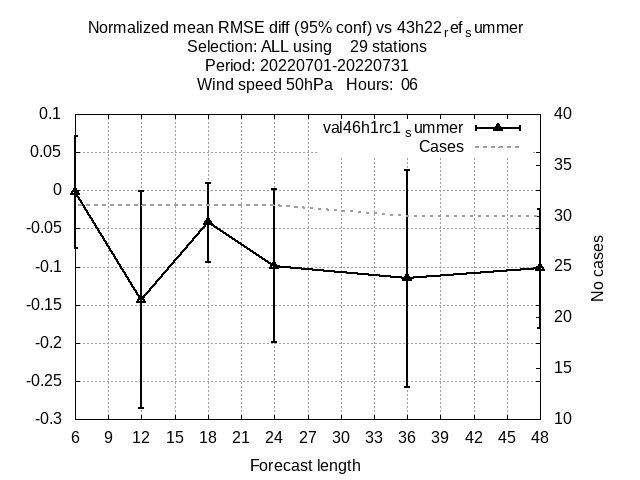 Normalized mean RMSE diff (95% conf) vs 43h22refsummer
Selection: ALL using 29 stations
Period: 20220701-20220731
Wind speed 50hPa Hours: 06
val46h1rc1summer
Cases
0.1
0.05
0
-0.05
-0.1
-0.15
-0.2
-0.25
-0.3
40
35
30
25
20
15
10
No cases
6 9 12 15 18 21 24 27 30 33 36 39 42 45 48
Forecast length